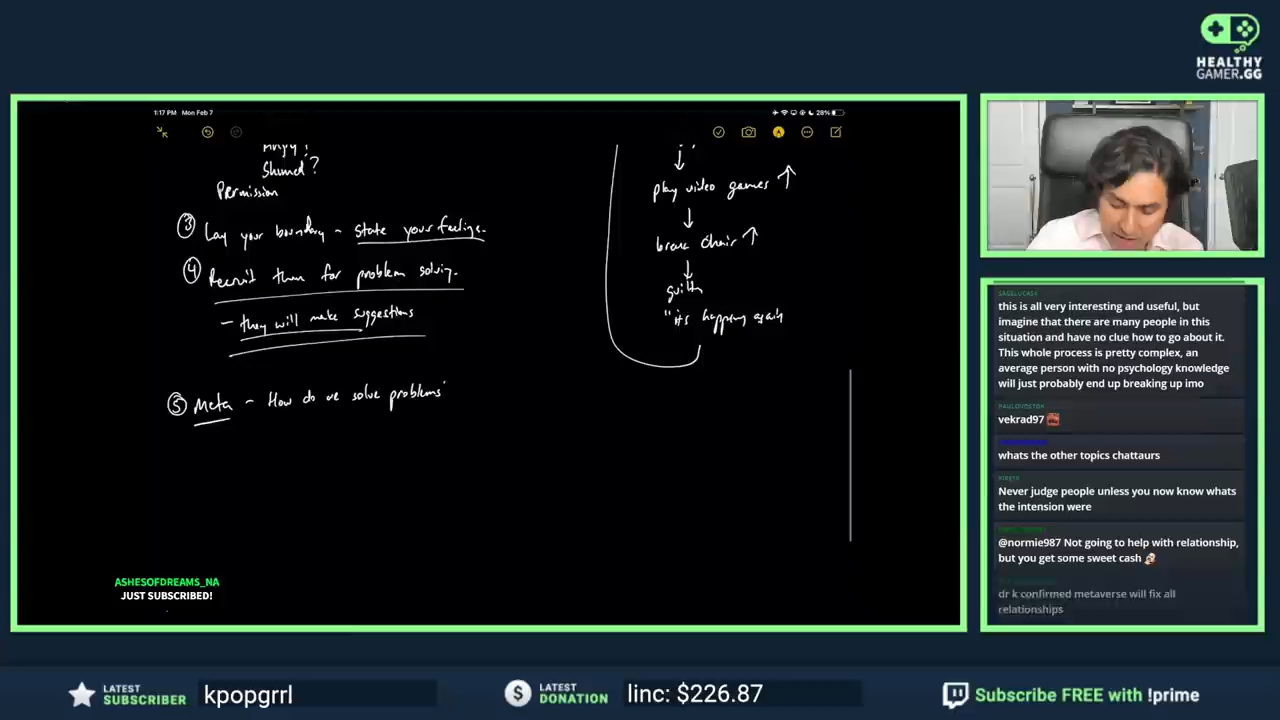 HEALTHY
GAMER.GG
1:17 PM Mon Feb 7
28%
Angry?
Shamed?
Permission
③ Lay your boundary - state your feelings.
④ Recruit them for problem solving.
- they will make suggestions
⑤ Meta - How do we solve problems
play video games ↑
↓
break chair ↑
↓
guilt
"it's happening again
ASHESOFDREAMS_NA
JUST SUBSCRIBED!
this is all very interesting and useful, but
imagine that there are many people in this
situation and have no clue how to go about it.
This whole process is pretty complex, an
average person with no psychology knowledge
will just probably end up breaking up imo
vekrad97
whats the other topics chattaurs
Never judge people unless you now know whats
the intension were
@normie987 Not going to help with relationship,
but you get some sweet cash
dr k confirmed metaverse will fix all
relationships
LATEST
SUBSCRIBER
kpopgrrl
LATEST
DONATION
linc: $226.87
Subscribe FREE with !prime